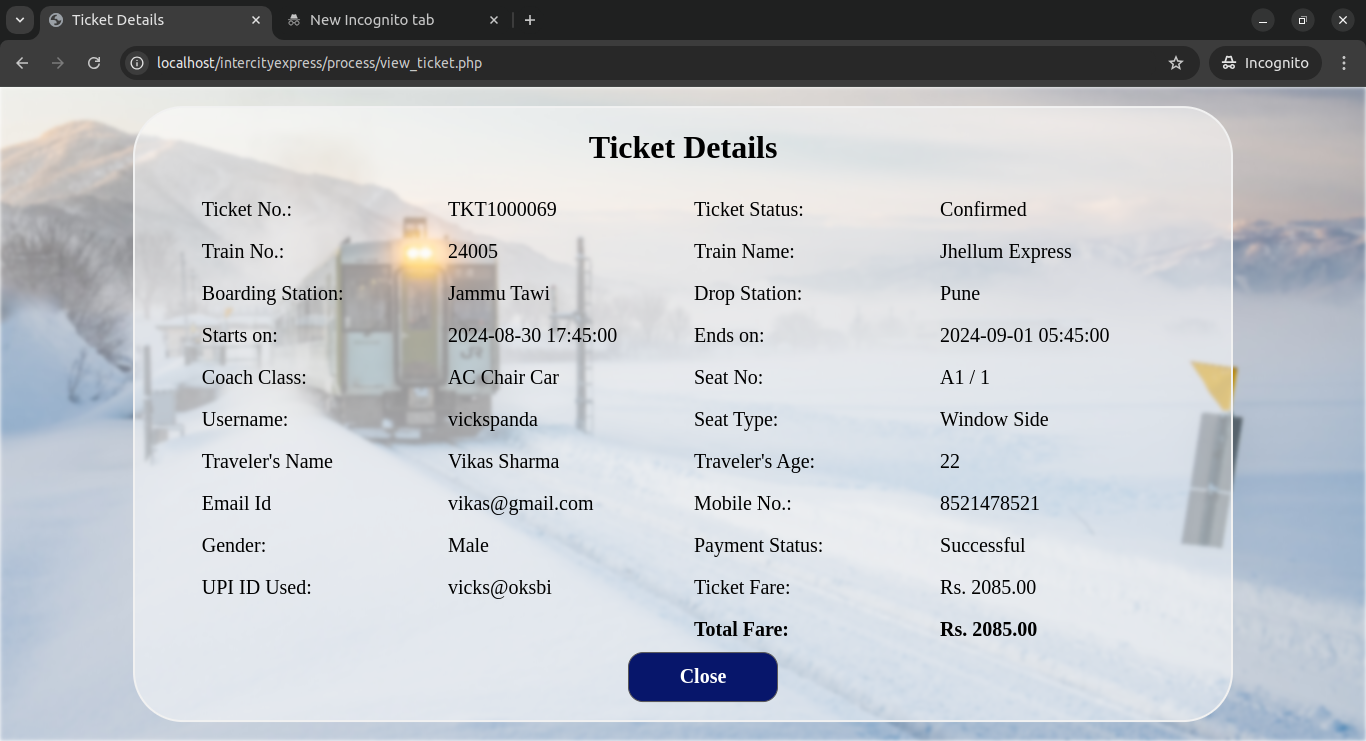 Ticket Details
New Incognito tab
localhost/intercityexpress/process/view_ticket.php
Incognito
Ticket Details
Ticket No.: TKT1000069 Ticket Status: Confirmed
Train No.: 24005 Train Name: Jhellum Express
Boarding Station: Jammu Tawi Drop Station: Pune
Starts on: 2024-08-30 17:45:00 Ends on: 2024-09-01 05:45:00
Coach Class: AC Chair Car Seat No: A1 / 1
Username: vickspanda Seat Type: Window Side
Traveler's Name Vikas Sharma Traveler's Age: 22
Email Id vikas@gmail.com Mobile No.: 8521478521
Gender: Male Payment Status: Successful
UPI ID Used: vicks@oksbi Ticket Fare: Rs. 2085.00
Total Fare: Rs. 2085.00
Close